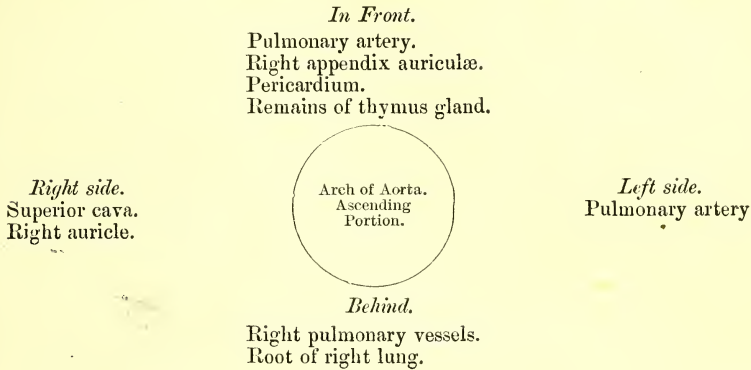 In Front.
Pulmonary artery.
Right appendix auriculæ.
Pericardium.
Remains of thymus gland.
Right side.
Superior cava.
Right auricle.
Arch of Aorta.
Ascending
Portion.
Left side.
Pulmonary artery
Behind.
Right pulmonary vessels.
Root of right lung.